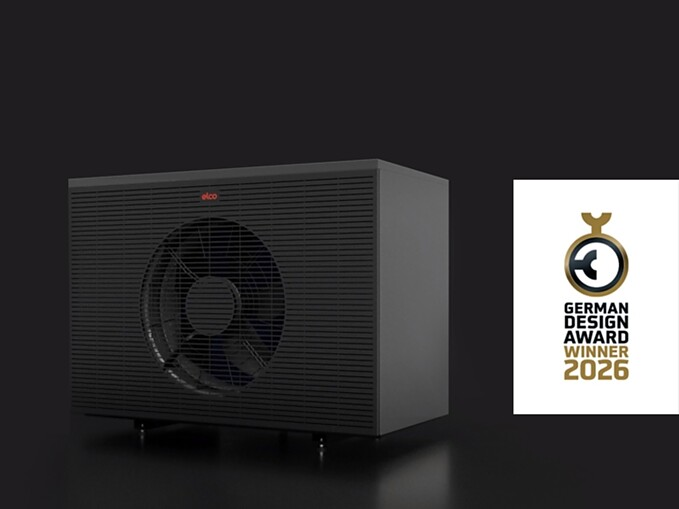 elco
GERMAN
DESIGN
AWARD
WINNER
2026